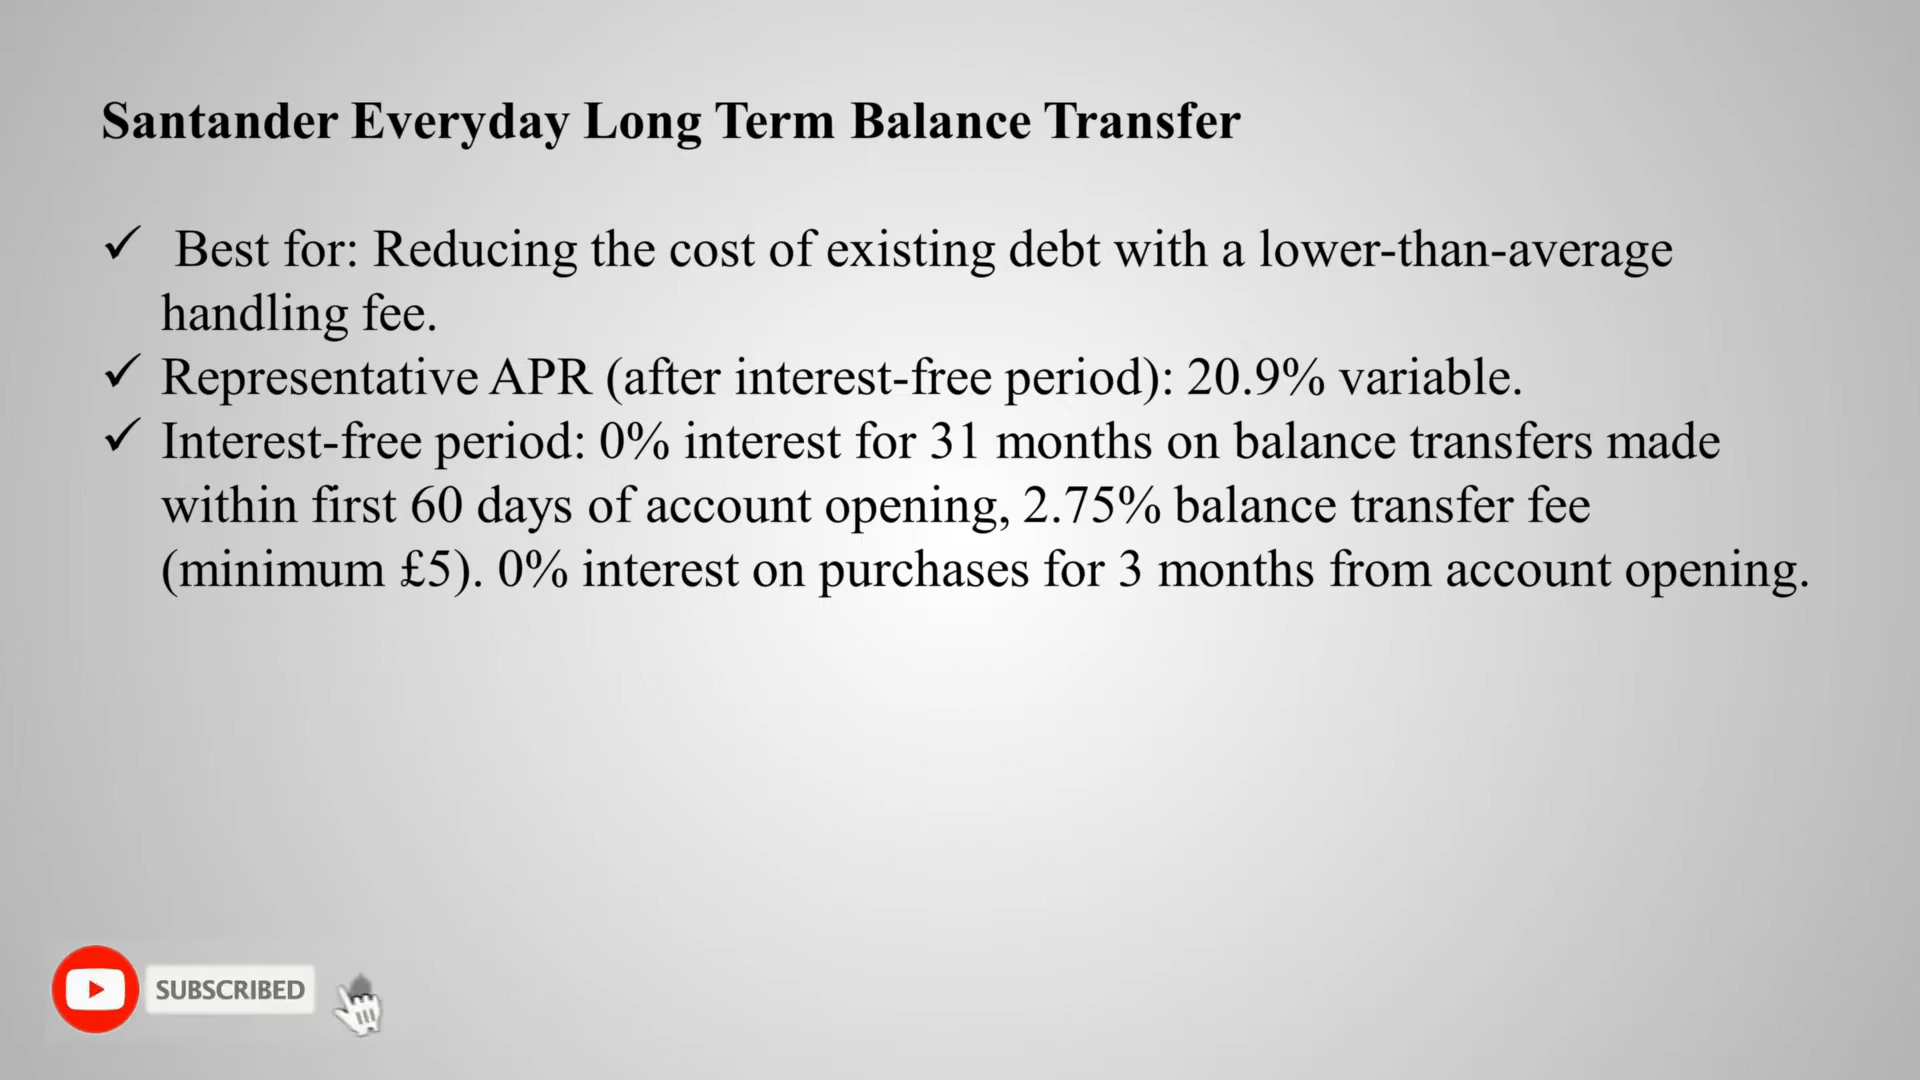 Santander Everyday Long Term Balance Transfer
✓ Best for: Reducing the cost of existing debt with a lower-than-average
handling fee.
✓ Representative APR (after interest-free period): 20.9% variable.
✓ Interest-free period: 0% interest for 31 months on balance transfers made
within first 60 days of account opening, 2.75% balance transfer fee
(minimum £5). 0% interest on purchases for 3 months from account opening.
SUBSCRIBED